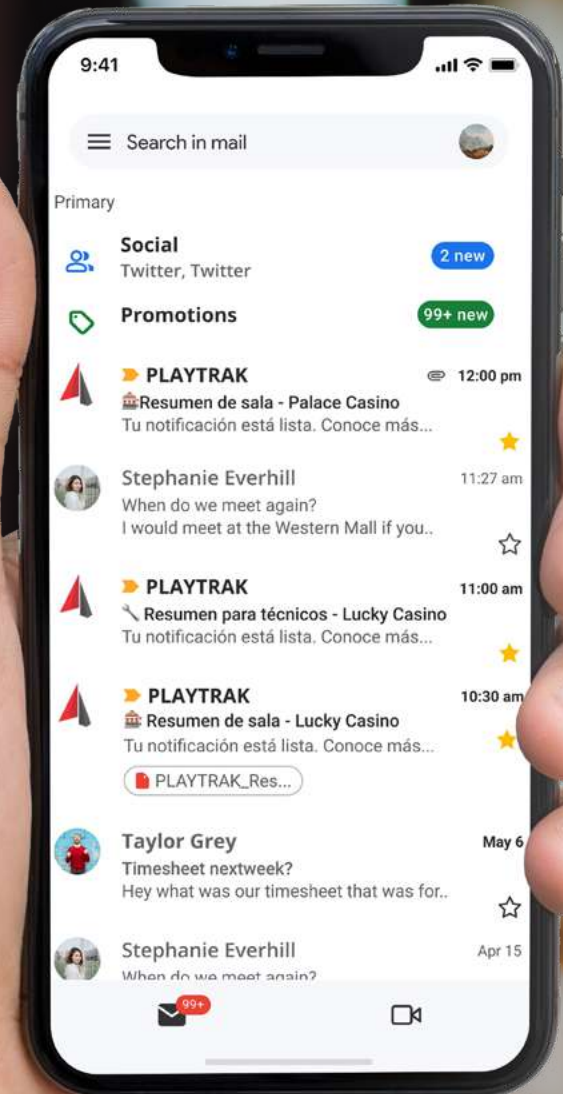 9:41
Search in mail
Primary
Social
2 new
Twitter, Twitter
Promotions
99+ new
PLAYTRAK
12:00 pm
Resumen de sala - Palace Casino
Tu notificación está lista. Conoce más...
Stephanie Everhill
11:27 am
When do we meet again?
I would meet at the Western Mall if you..
PLAYTRAK
11:00 am
Resumen para técnicos - Lucky Casino
Tu notificación está lista. Conoce más...
PLAYTRAK
10:30 am
Resumen de sala - Lucky Casino
Tu notificación está lista. Conoce más...
PLAYTRAK_Res...
Taylor Grey
May 6
Timesheet nextweek?
Hey what was our timesheet that was for..
Stephanie Everhill
Apr 15
When do we meet again?
99+